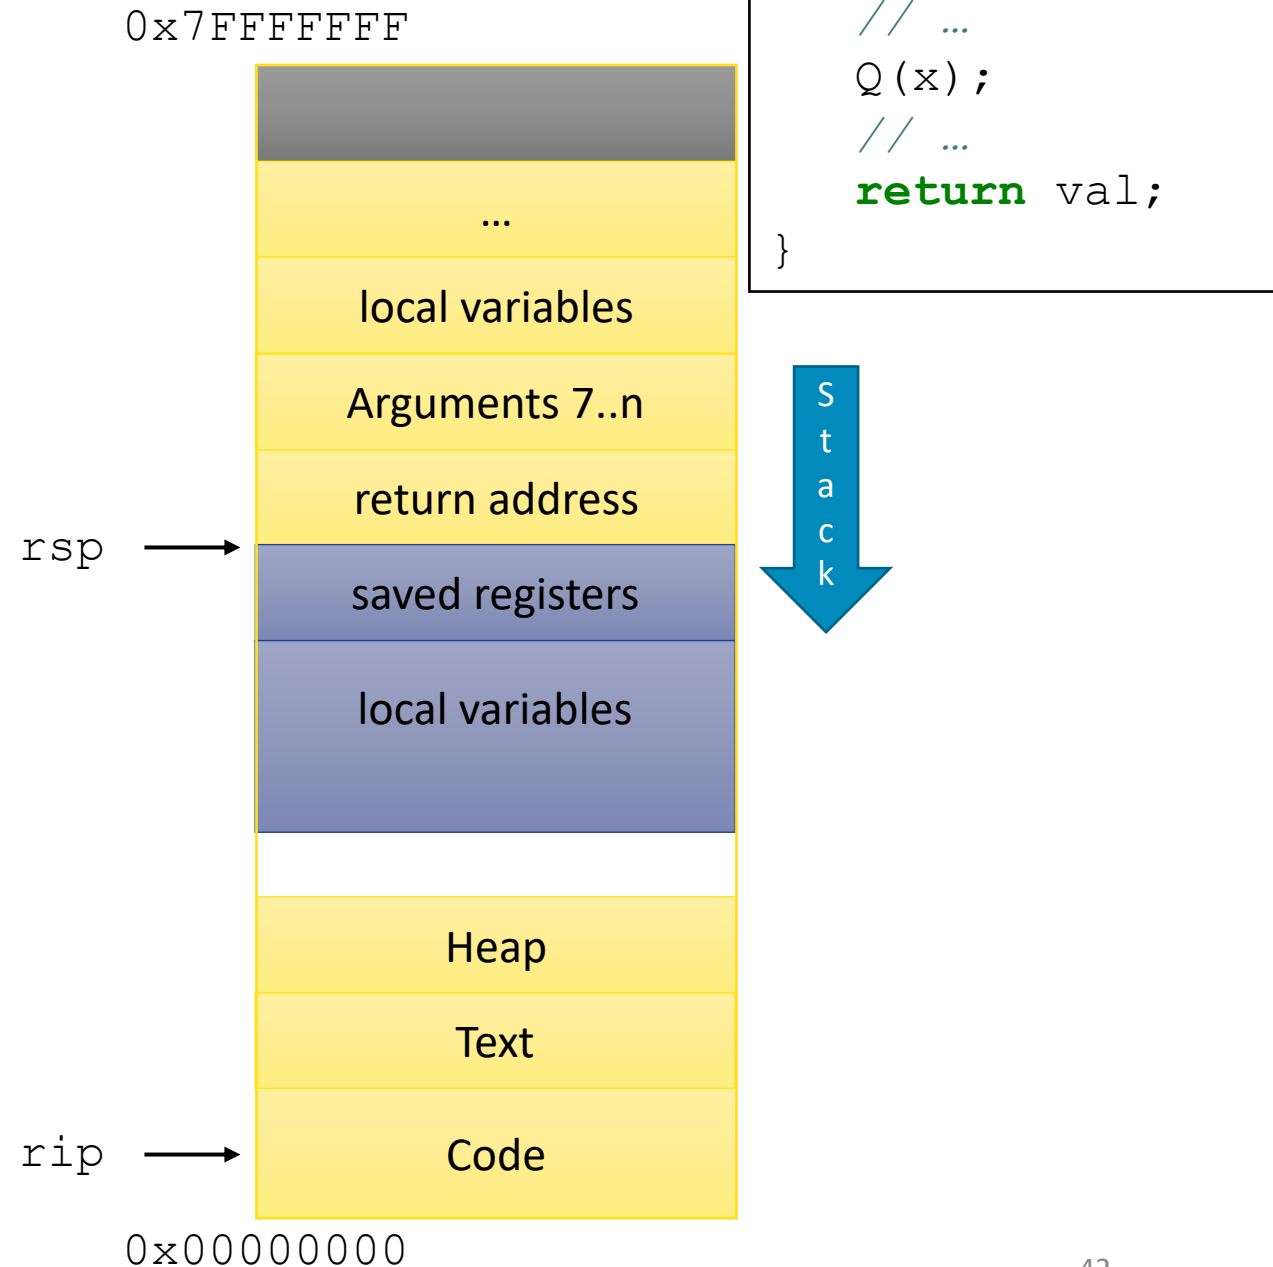 0x7FFFFFFF
// …
Q(x);
// …
return val;
}
…
local variables
Arguments 7..n
return address
rsp
saved registers
local variables
Stack
Heap
Text
rip
Code
0x00000000